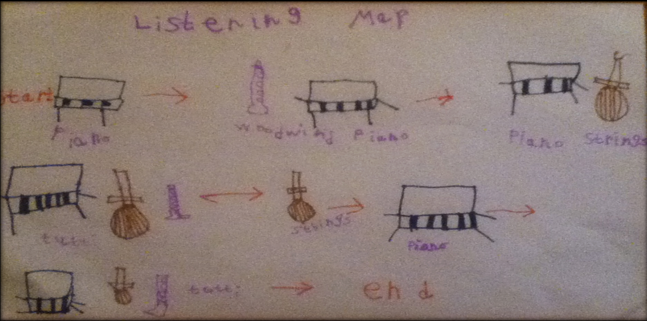 Listening Map
start Piano woodwind Piano Piano Strings
tutti strings Piano
tutti end